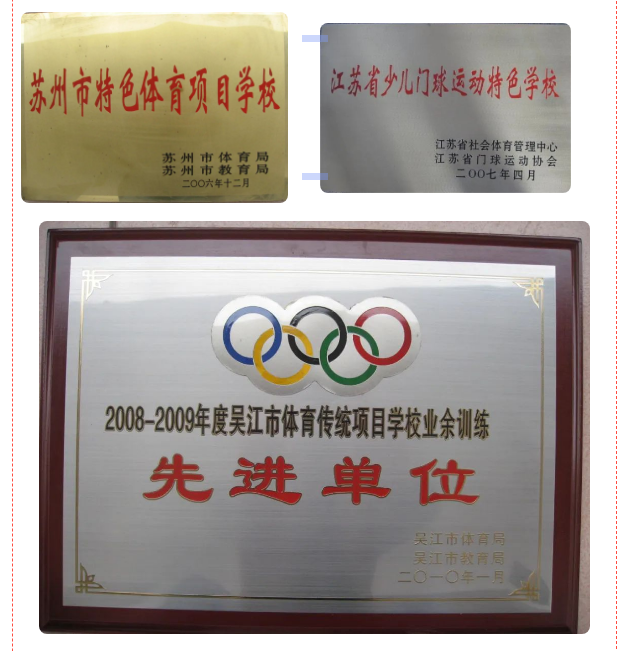 苏州市特色体育项目学校
苏州市体育局
苏州市教育局
二〇〇六年十二月
江苏省少儿门球运动特色学校
江苏省社会体育管理中心
江苏省门球运动协会
二〇〇七年四月
2008-2009年度吴江市体育传统项目学校业余训练
先进单位
吴江市体育局
吴江市教育局
二〇一〇年一月